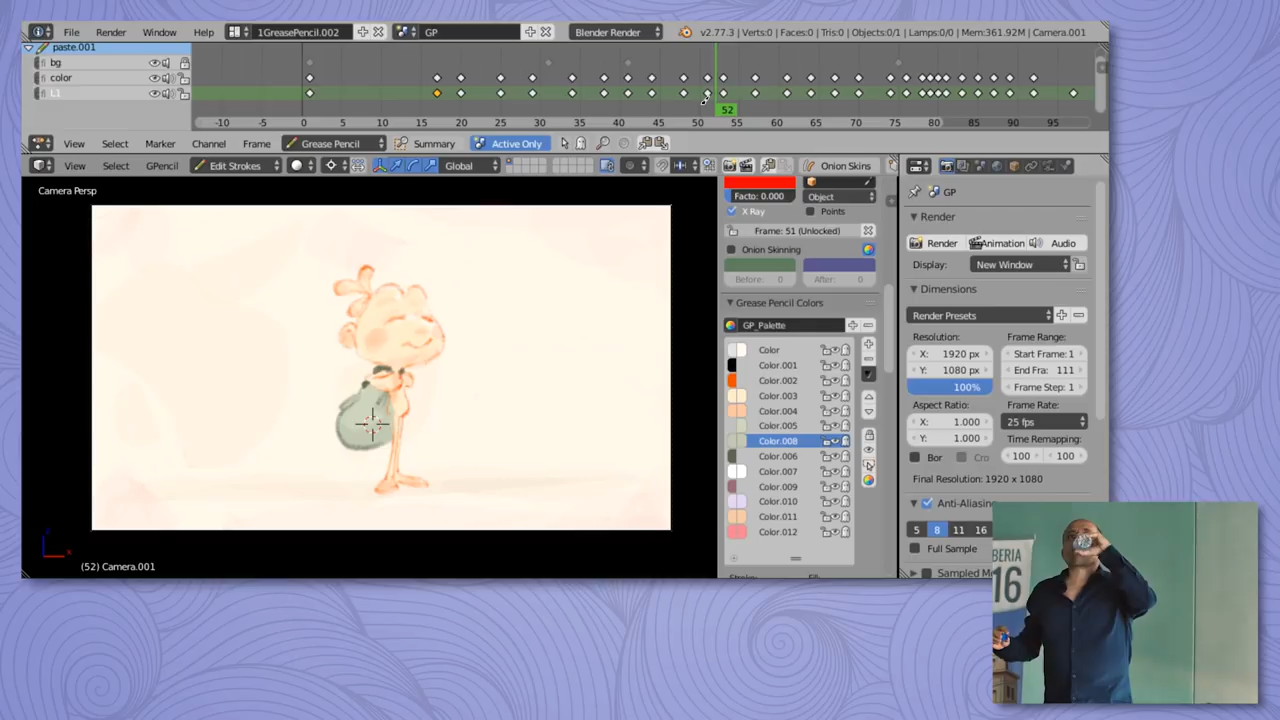 File Render Window Help 1GreasePencil.002 GP Blender Render v2.77.3 | Verts:0 | Faces:0 | Tris:0 | Objects:0/1 | Lamps:0/0 | Mem:361.92M | Camera.001
paste.001
bg
color
L1
52
-10 -5 0 5 10 15 20 25 30 35 40 45 50 55 60 65 70 75 80 85 90 95
View Select Marker Channel Frame Grease Pencil Summary Active Only
View Select GPencil Edit Strokes Global Onion Skins
Camera Persp
(52) Camera.001
Facto: 0.000 Object
X Ray Points
Frame: 51 (Unlocked)
Onion Skinning
Before: 0 After: 0
Grease Pencil Colors
GP_Palette
Color
Color.001
Color.002
Color.003
Color.004
Color.005
Color.008
Color.006
Color.007
Color.009
Color.010
Color.011
Color.012
GP
Render
Render Animation Audio
Display: New Window
Dimensions
Render Presets
Resolution: Frame Range:
X: 1920 px Start Frame: 1
Y: 1080 px End Fra: 111
100% Frame Step: 1
Aspect Ratio: Frame Rate:
X: 1.000 25 fps
Y: 1.000 Time Remapping:
Bor Cro 100 100
Final Resolution: 1920 x 1080
Anti-Aliasing
5 8 11 16
Full Sample
Sampled Mo
BERIA
16